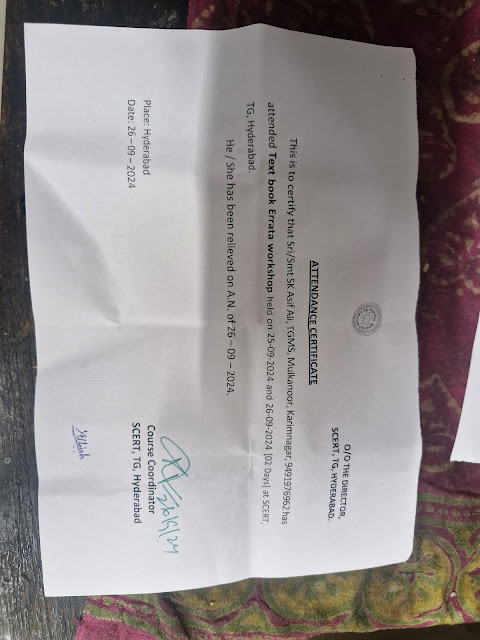 O/O THE DIRECTOR,
SCERT, TG, HYDERABAD.
ATTENDANCE CERTIFICATE
This is to certify that Sri/Smt SK Asif Ali, TGMS, Mulkanoor, Karimnagar, 9491976962 has
attended Text book Errata workshop held on 25-09-2024 and 26-09-2024 [02 Days] at SCERT,
TG, Hyderabad.
He / She has been relieved on A.N. of 26 – 09 – 2024.
Place: Hyderabad
Date: 26 – 09 – 2024
Course Coordinator
SCERT, TG, Hyderabad